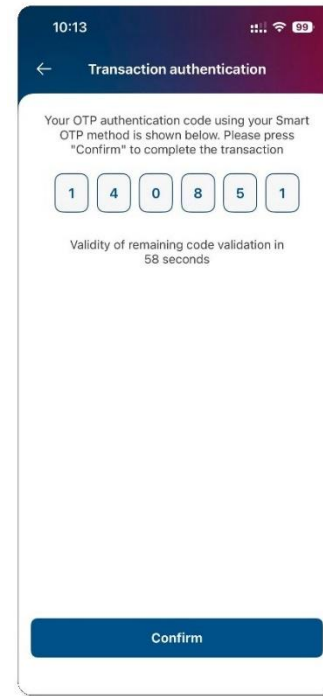 10:13
99
Transaction authentication
Your OTP authentication code using your Smart
OTP method is shown below. Please press
"Confirm" to complete the transaction
1 4 0 8 5 1
Validity of remaining code validation in
58 seconds
Confirm